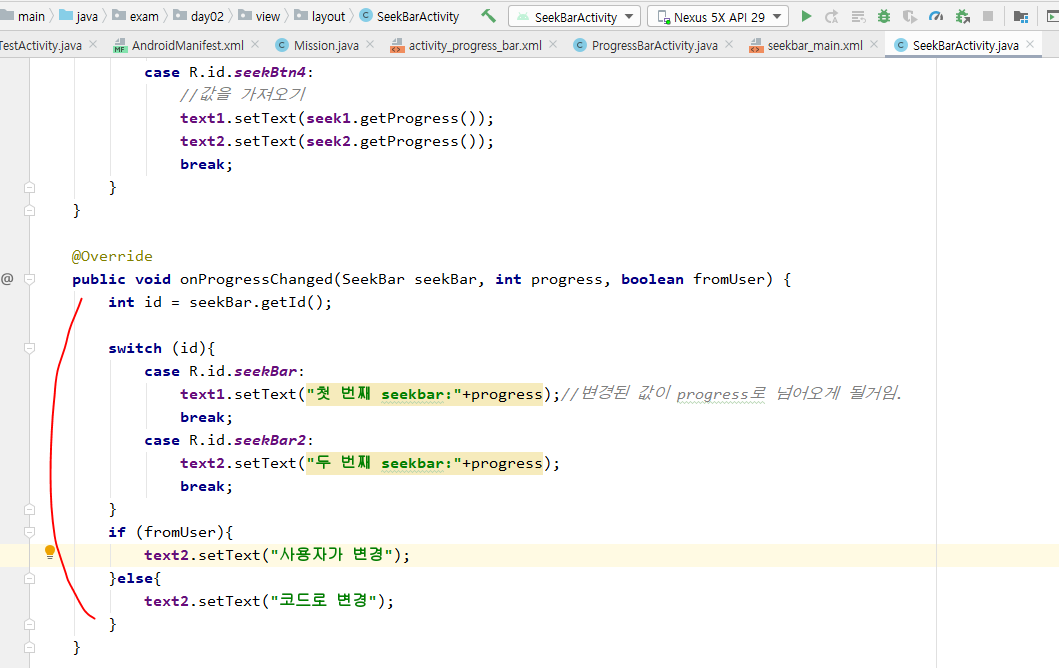 main java exam day02 view layout SeekBarActivity SeekBarActivity Nexus 5X API 29
TestActivity.java AndroidManifest.xml Mission.java activity_progress_bar.xml ProgressBarActivity.java seekbar_main.xml SeekBarActivity.java
case R.id.seekBtn4:
//값을 가져오기
text1.setText(seek1.getProgress());
text2.setText(seek2.getProgress());
break;
}
}
@Override
public void onProgressChanged(SeekBar seekBar, int progress, boolean fromUser) {
int id = seekBar.getId();
switch (id){
case R.id.seekBar:
text1.setText("첫 번째 seekbar:"+progress);//변경된 값이 progress로 넘어오게 될거임.
break;
case R.id.seekBar2:
text2.setText("두 번째 seekbar:"+progress);
break;
}
if (fromUser){
text2.setText("사용자가 변경");
}else{
text2.setText("코드로 변경");
}
}